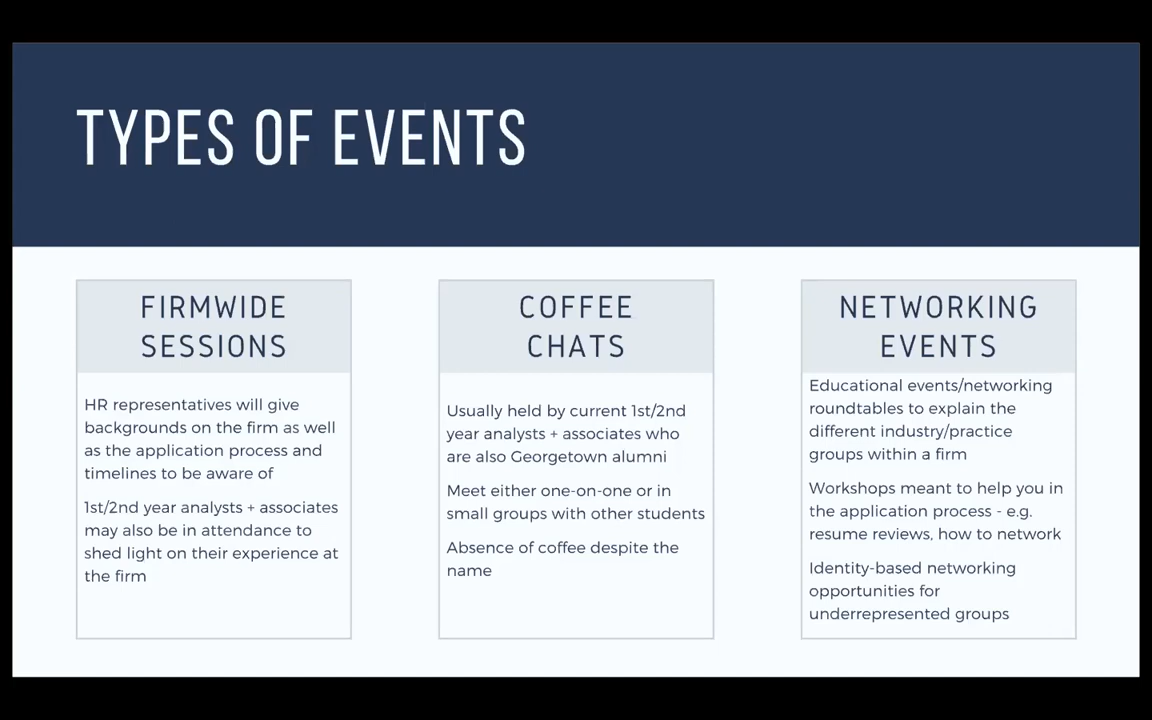 TYPES OF EVENTS
FIRMWIDE
SESSIONS
HR representatives will give
backgrounds on the firm as well
as the application process and
timelines to be aware of
1st/2nd year analysts + associates
may also be in attendance to
shed light on their experience at
the firm
COFFEE
CHATS
Usually held by current 1st/2nd
year analysts + associates who
are also Georgetown alumni
Meet either one-on-one or in
small groups with other students
Absence of coffee despite the
name
NETWORKING
EVENTS
Educational events/networking
roundtables to explain the
different industry/practice
groups within a firm
Workshops meant to help you in
the application process - e.g.
resume reviews, how to network
Identity-based networking
opportunities for
underrepresented groups